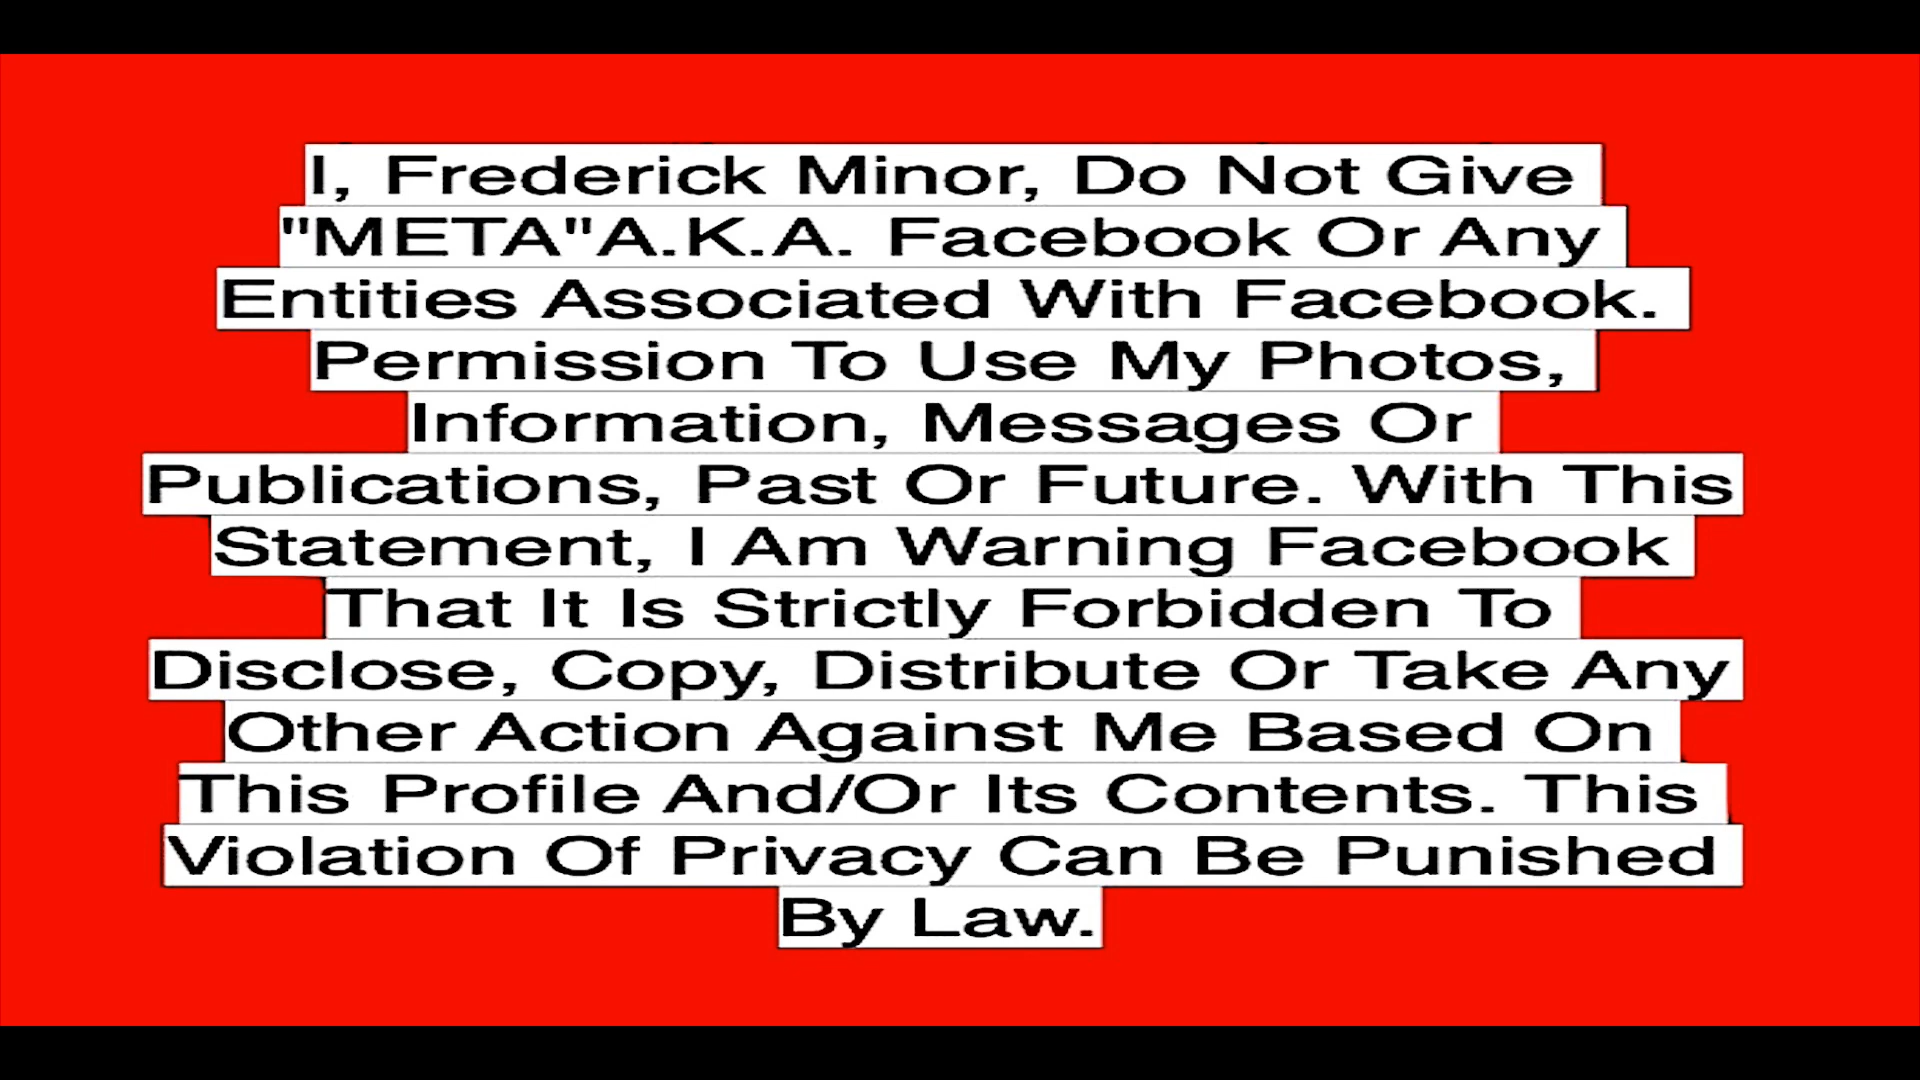 I, Frederick Minor, Do Not Give
"META"A.K.A. Facebook Or Any
Entities Associated With Facebook.
Permission To Use My Photos,
Information, Messages Or
Publications, Past Or Future. With This
Statement, I Am Warning Facebook
That It Is Strictly Forbidden To
Disclose, Copy, Distribute Or Take Any
Other Action Against Me Based On
This Profile And/Or Its Contents. This
Violation Of Privacy Can Be Punished
By Law.